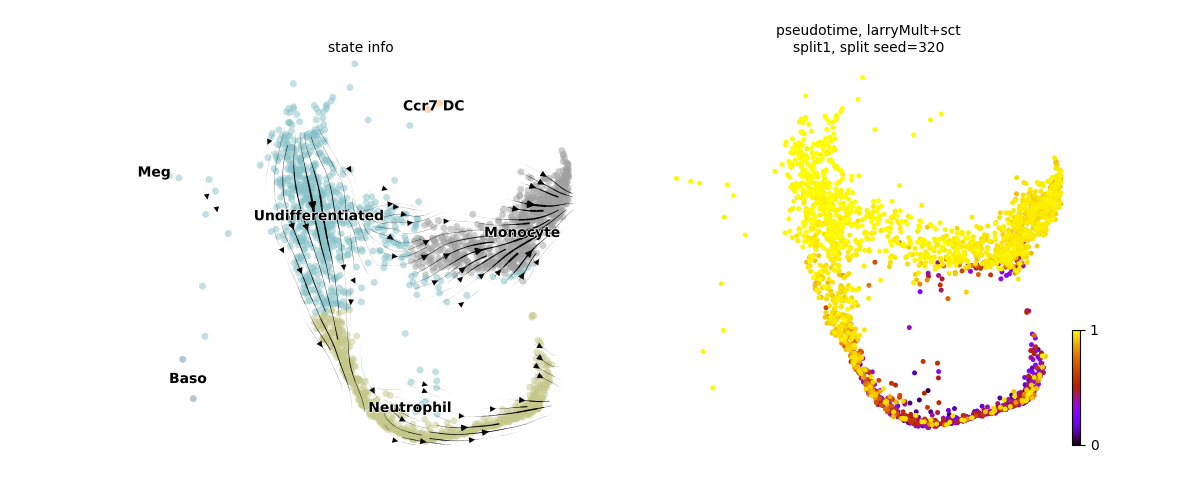 state info
pseudotime, larryMult+sct
split1, split seed=320
Ccr7 DC
Meg
Undifferentiated
Monocyte
Baso
Neutrophil
1
0